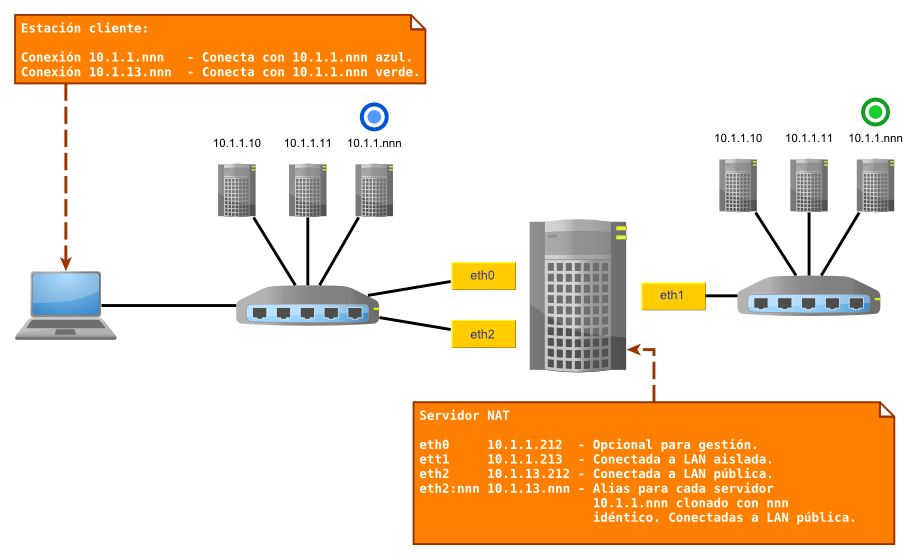 Estación cliente:
Conexión 10.1.1.nnn   - Conecta con 10.1.1.nnn azul.
Conexión 10.1.13.nnn  - Conecta con 10.1.1.nnn verde.
10.1.1.10
10.1.1.11
10.1.1.nnn
10.1.1.10
10.1.1.11
10.1.1.nnn
eth0
eth1
eth2
Servidor NAT
eth0     10.1.1.212  - Opcional para gestión.
ett1     10.1.1.213  - Conectada a LAN aislada.
eth2     10.1.13.212 - Conectada a LAN pública.
eth2:nnn 10.1.13.nnn - Alias para cada servidor
10.1.1.nnn clonado con nnn
idéntico. Conectadas a LAN pública.